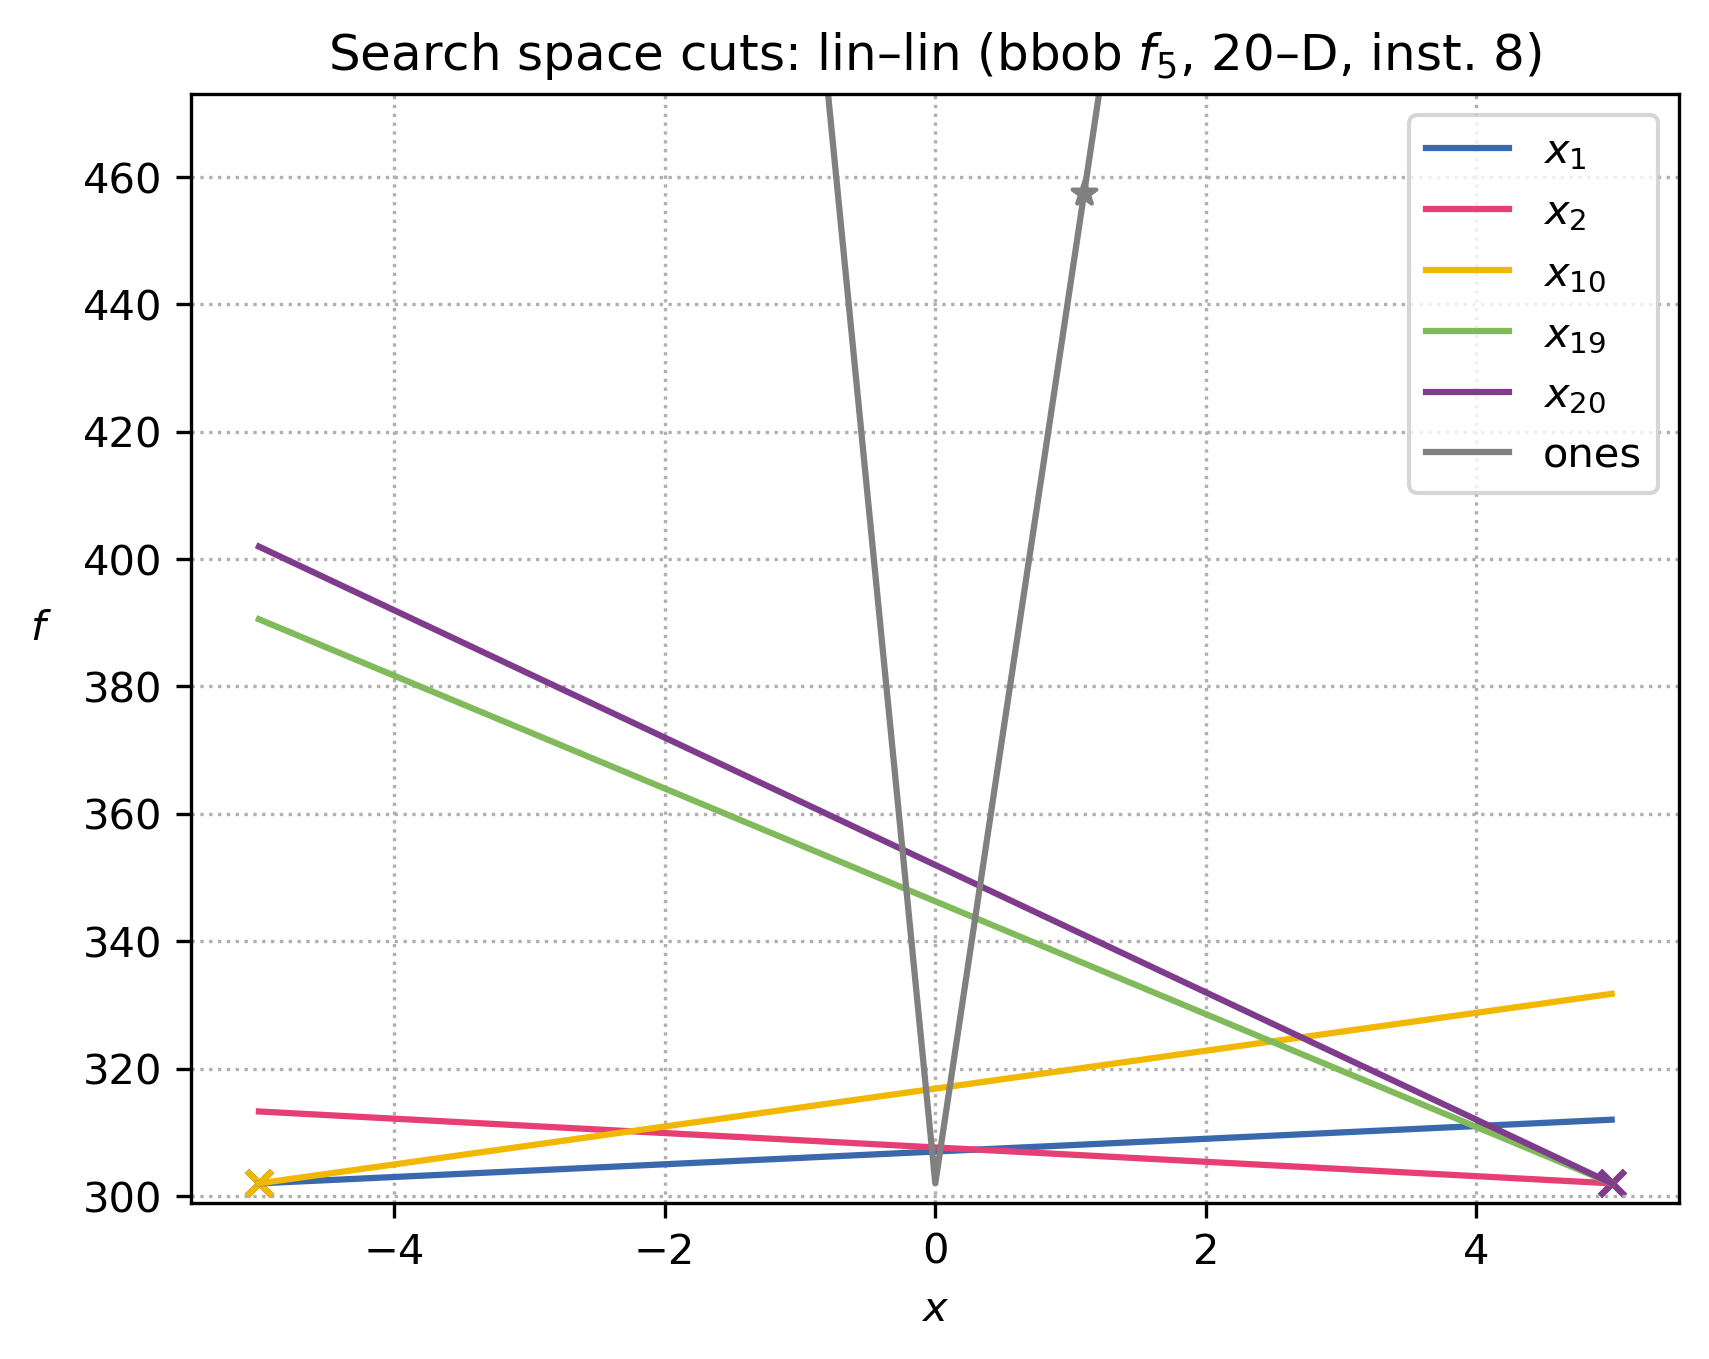 Search space cuts: lin–lin (bbob f₅, 20–D, inst. 8)
460
440
420
400
380
360
340
320
300
f
−4
−2
0
2
4
x
x₁
x₂
x₁₀
x₁₉
x₂₀
ones